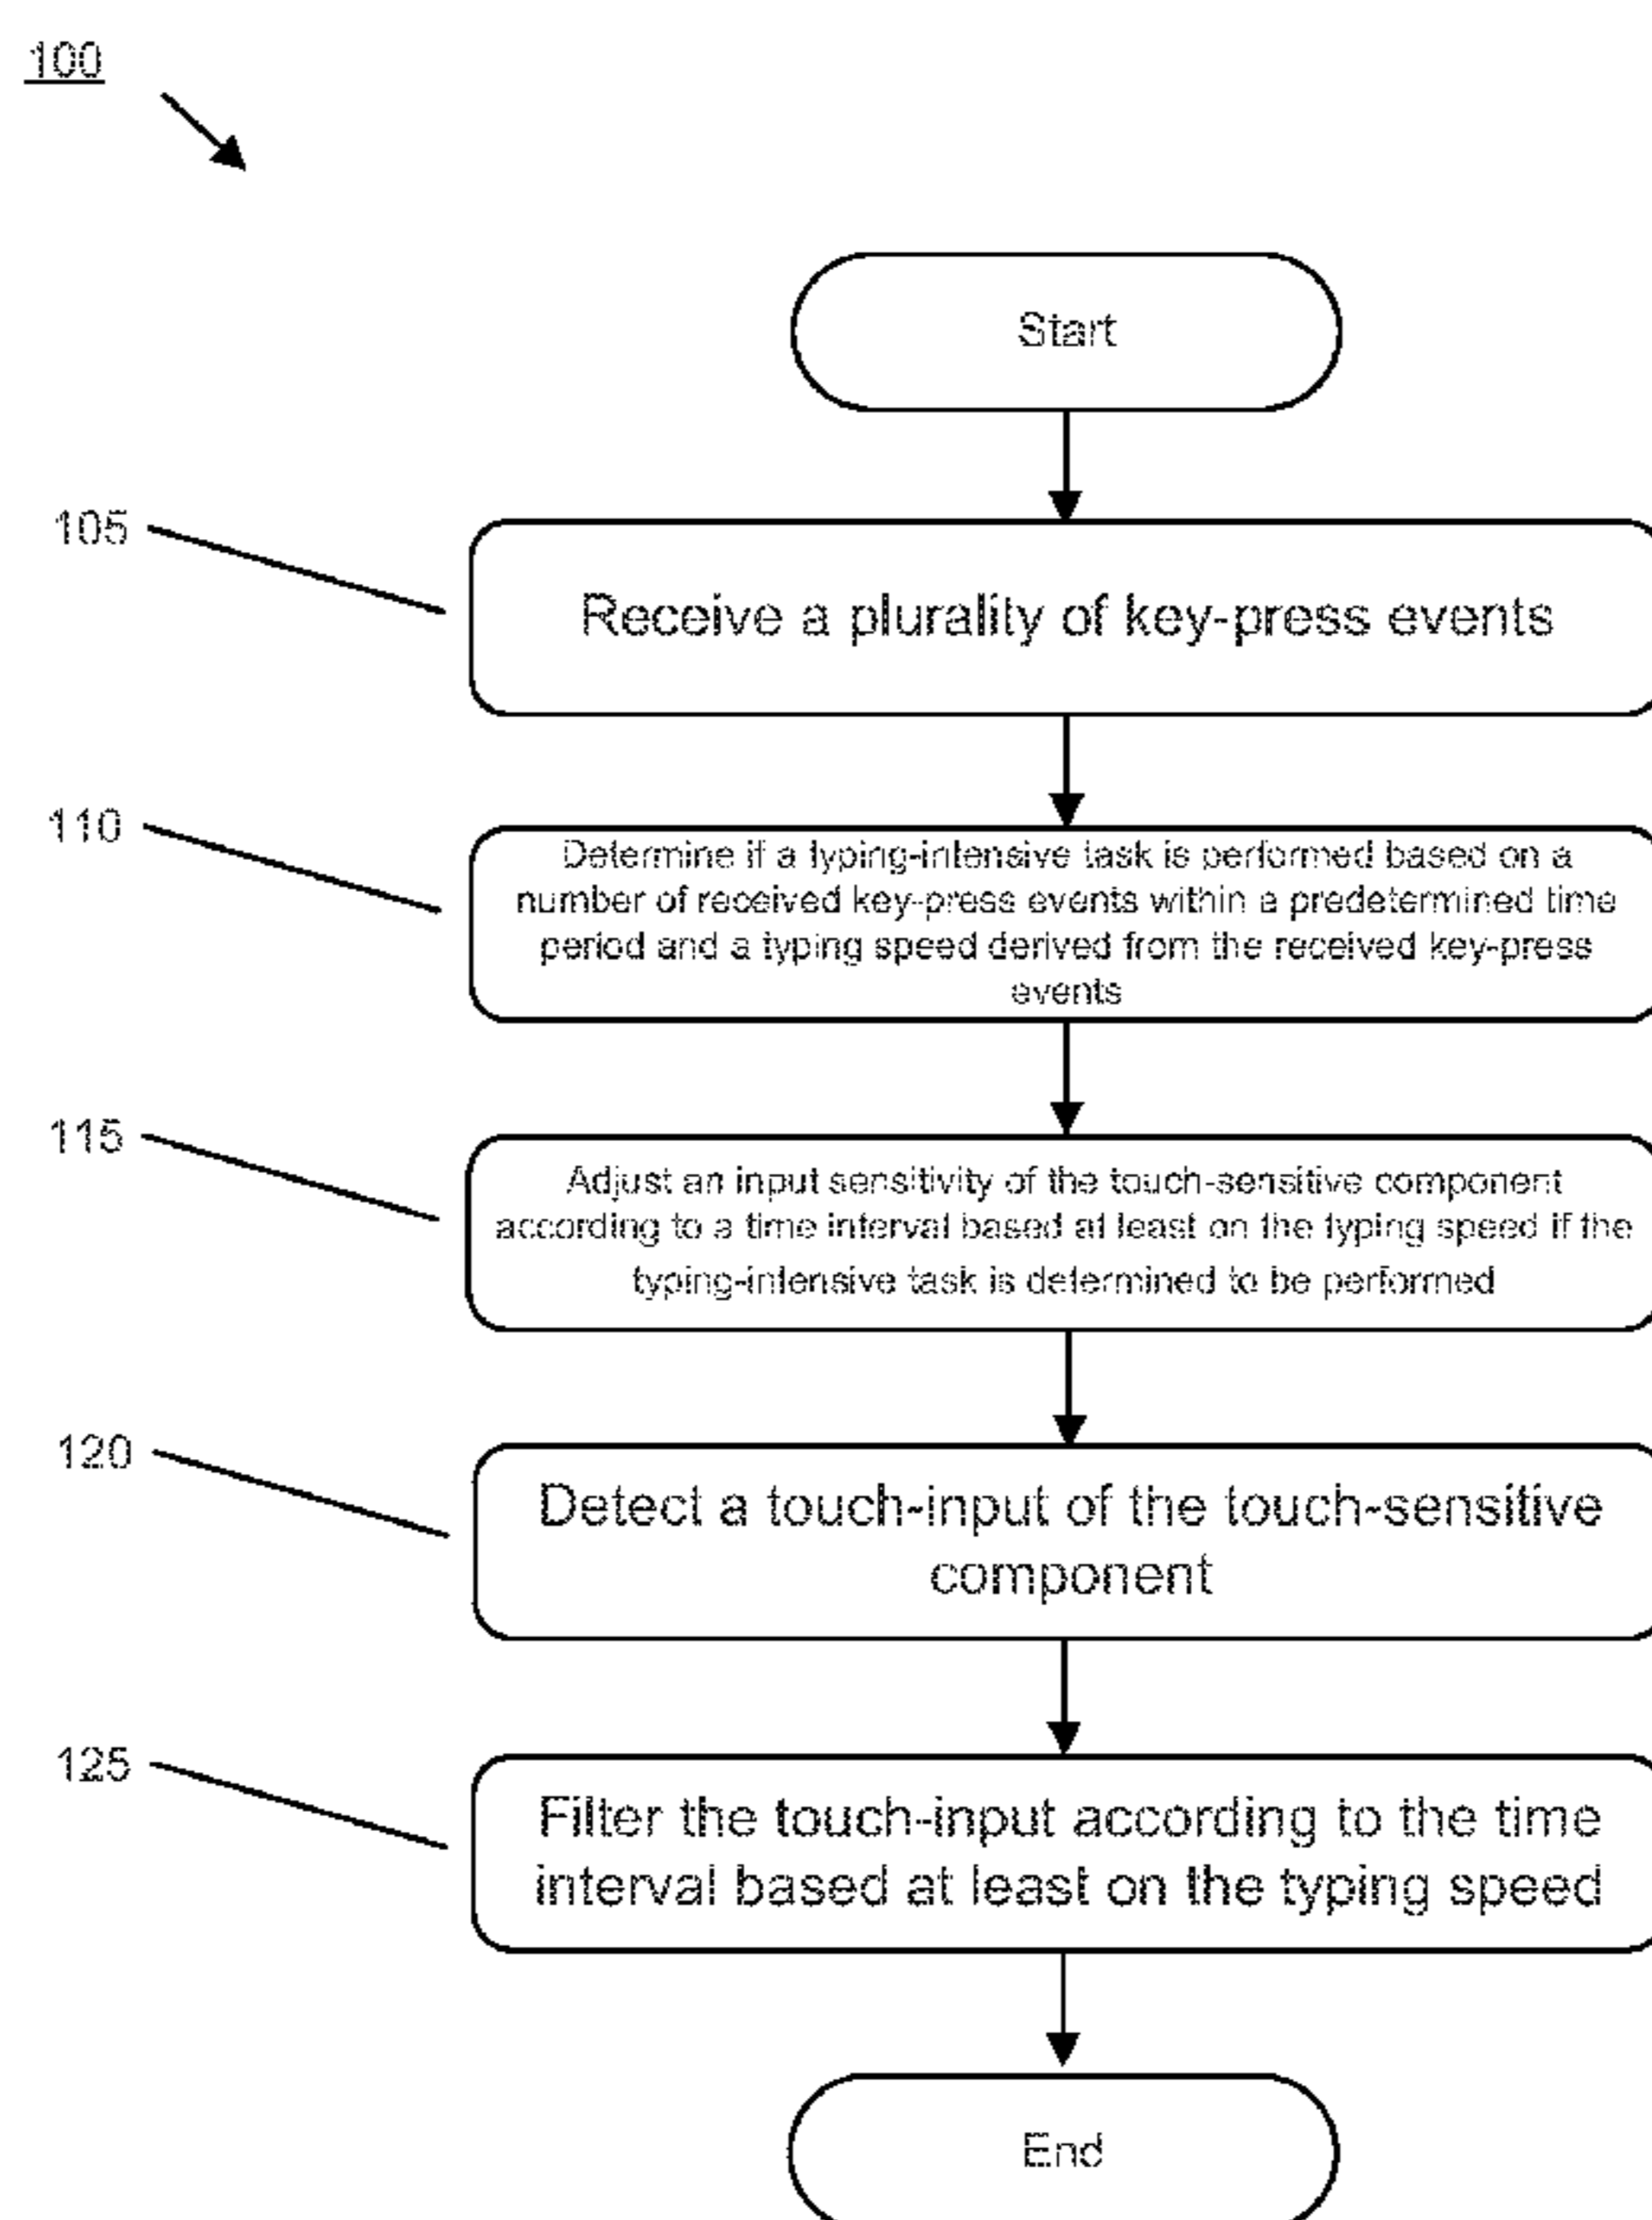 100
Start
105
Receive a plurality of key-press events
110
Determine if a typing-intensive task is performed based on a
number of received key-press events within a predetermined time
period and a typing speed derived from the received key-press
events
115
Adjust an input sensitivity of the touch-sensitive component
according to a time interval based at least on the typing speed if the
typing-intensive task is determined to be performed
120
Detect a touch-input of the touch-sensitive
component
125
Filter the touch-input according to the time
interval based at least on the typing speed
End